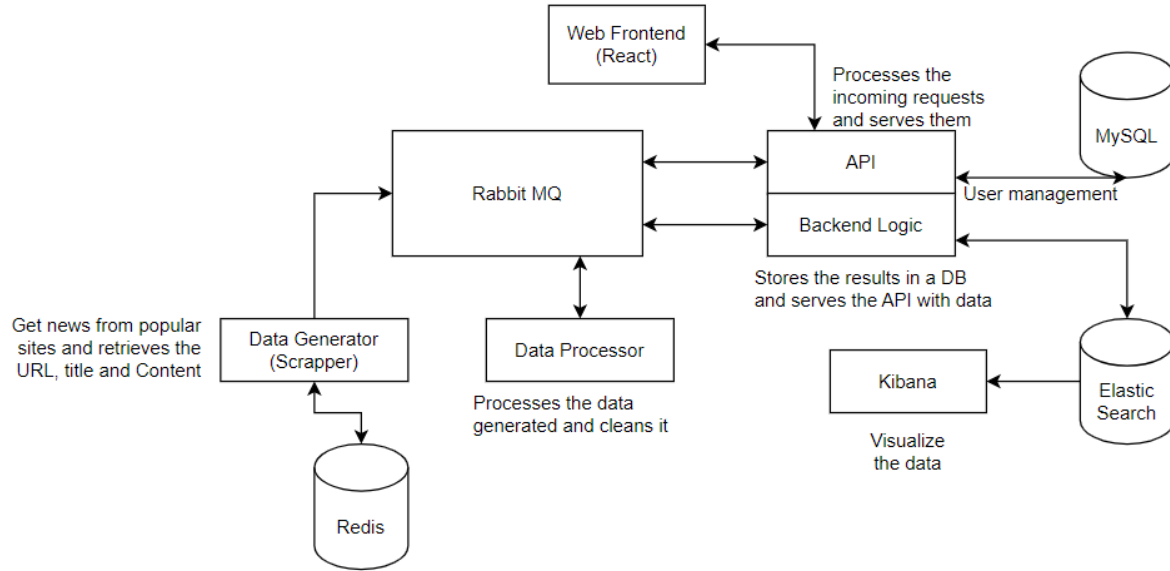 Web Frontend
(React)
Processes the
incoming requests
and serves them
MySQL
Rabbit MQ
API
User management
Backend Logic
Stores the results in a DB
and serves the API with data
Get news from popular
sites and retrieves the
URL, title and Content
Data Generator
(Scrapper)
Data Processor
Processes the data
generated and cleans it
Kibana
Visualize
the data
Elastic
Search
Redis